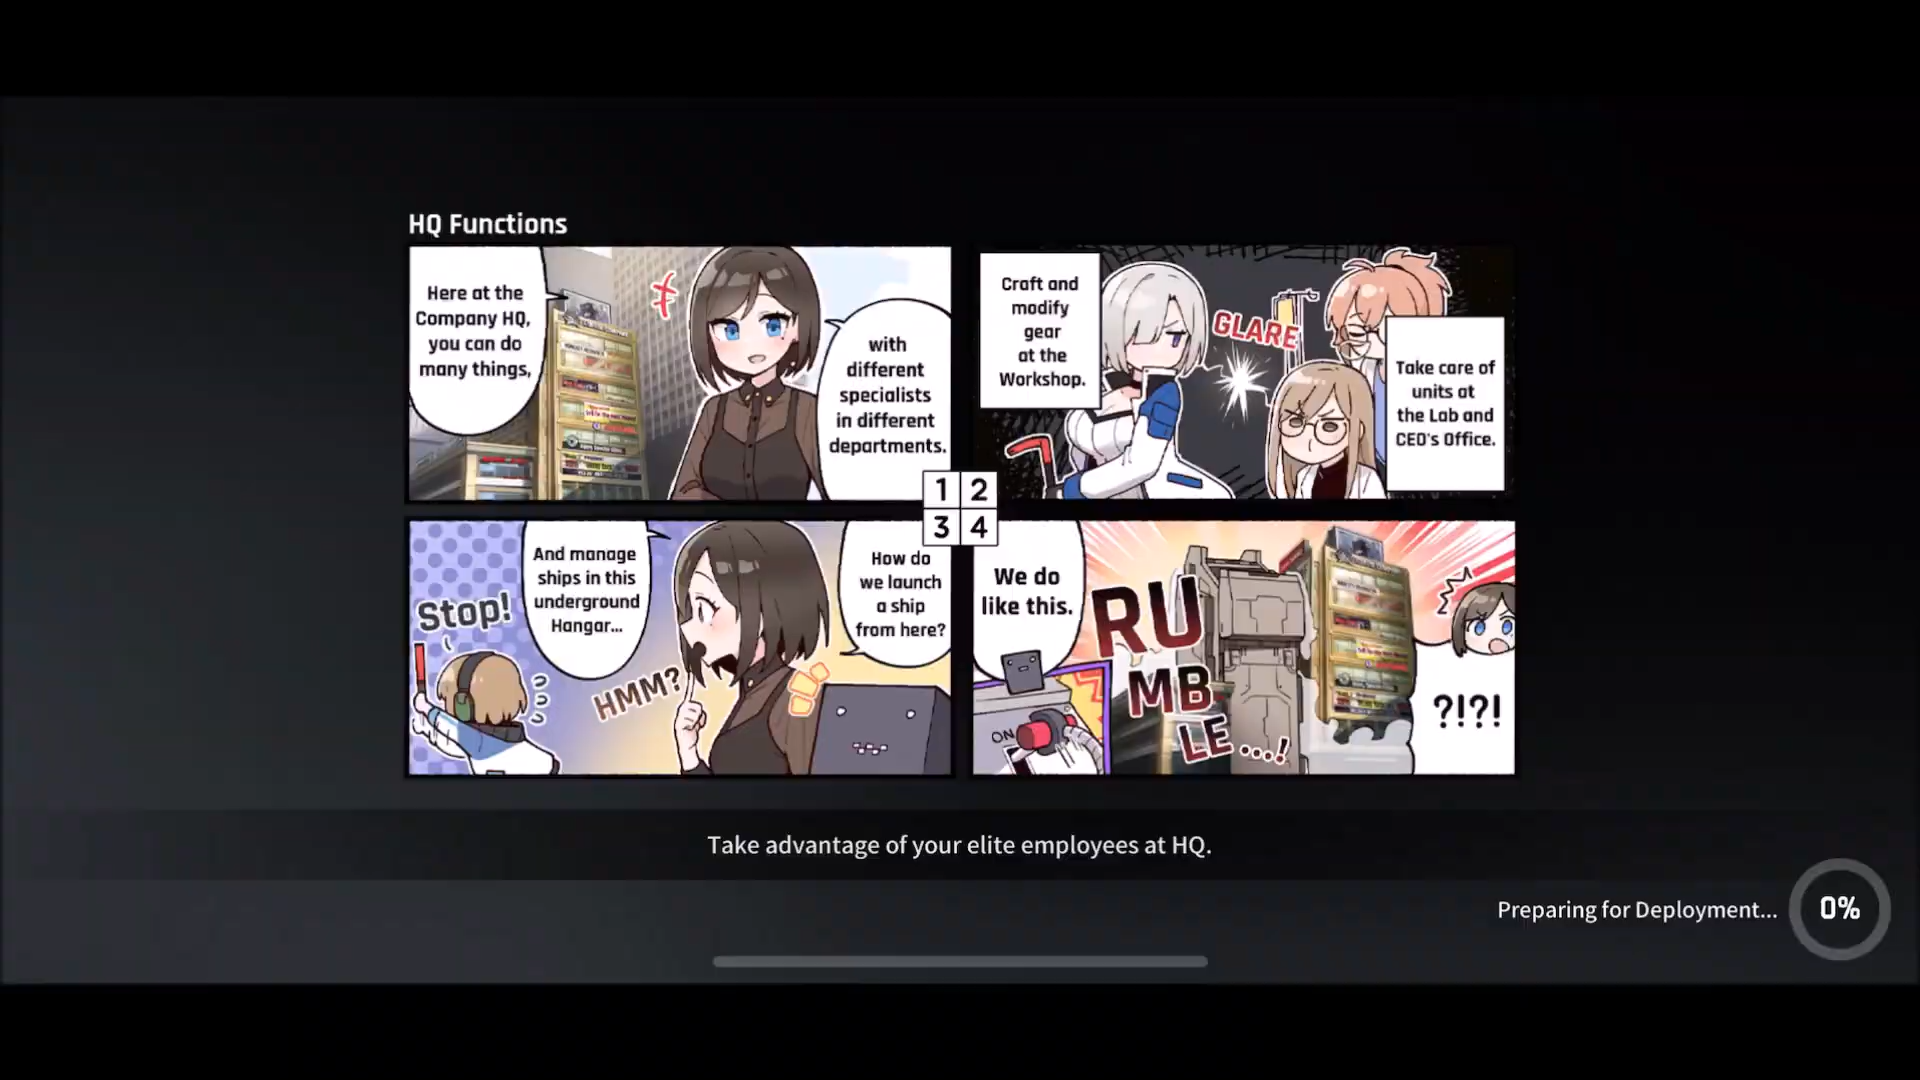 HQ Functions
Here at the
Company HQ,
you can do
many things,
with
different
specialists
in different
departments.
Craft and
modify
gear
at the
Workshop.
GLARE
Take care of
units at
the Lab and
CEO's Office.
1 2
3 4
Stop!
And manage
ships in this
underground
Hangar...
HMM?
How do
we launch
a ship
from here?
We do
like this.
ON
RU
MB
LE...!
?!?!
Take advantage of your elite employees at HQ.
Preparing for Deployment...
0%